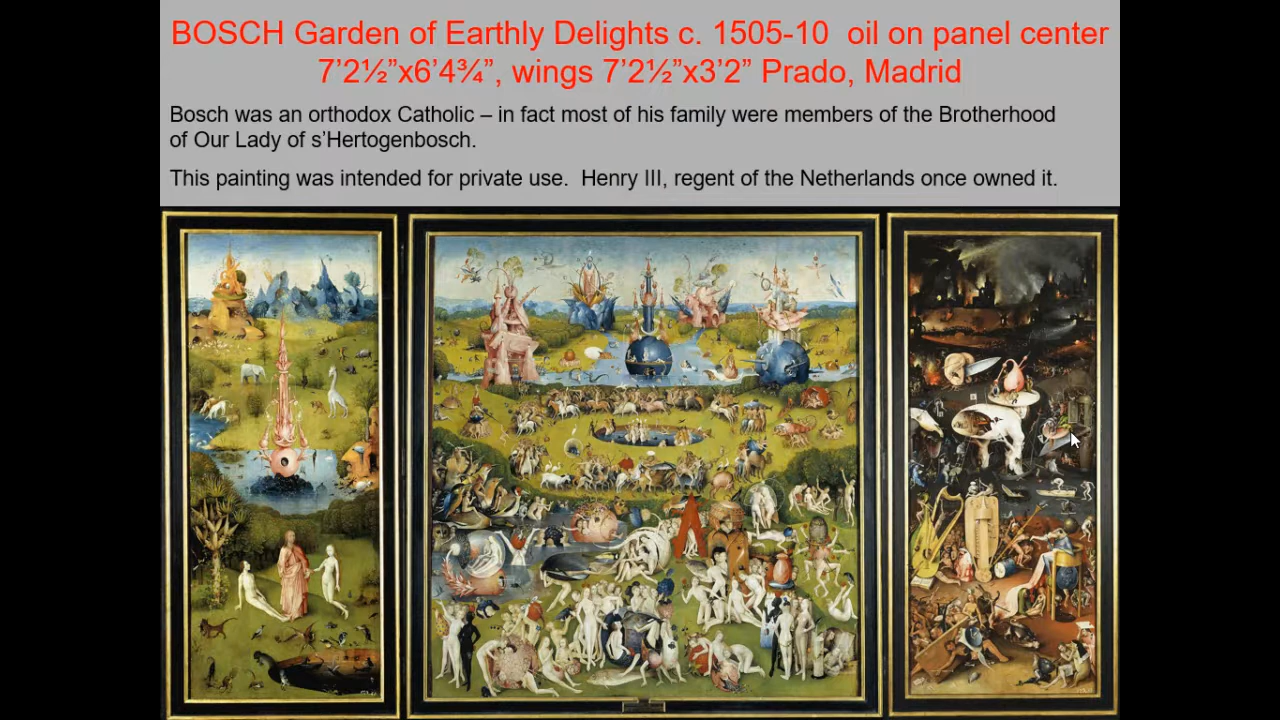 BOSCH Garden of Earthly Delights c. 1505-10  oil on panel center
7’2½”x6’4¾”, wings 7’2½”x3’2” Prado, Madrid
Bosch was an orthodox Catholic – in fact most of his family were members of the Brotherhood
of Our Lady of s’Hertogenbosch.
This painting was intended for private use.  Henry III, regent of the Netherlands once owned it.